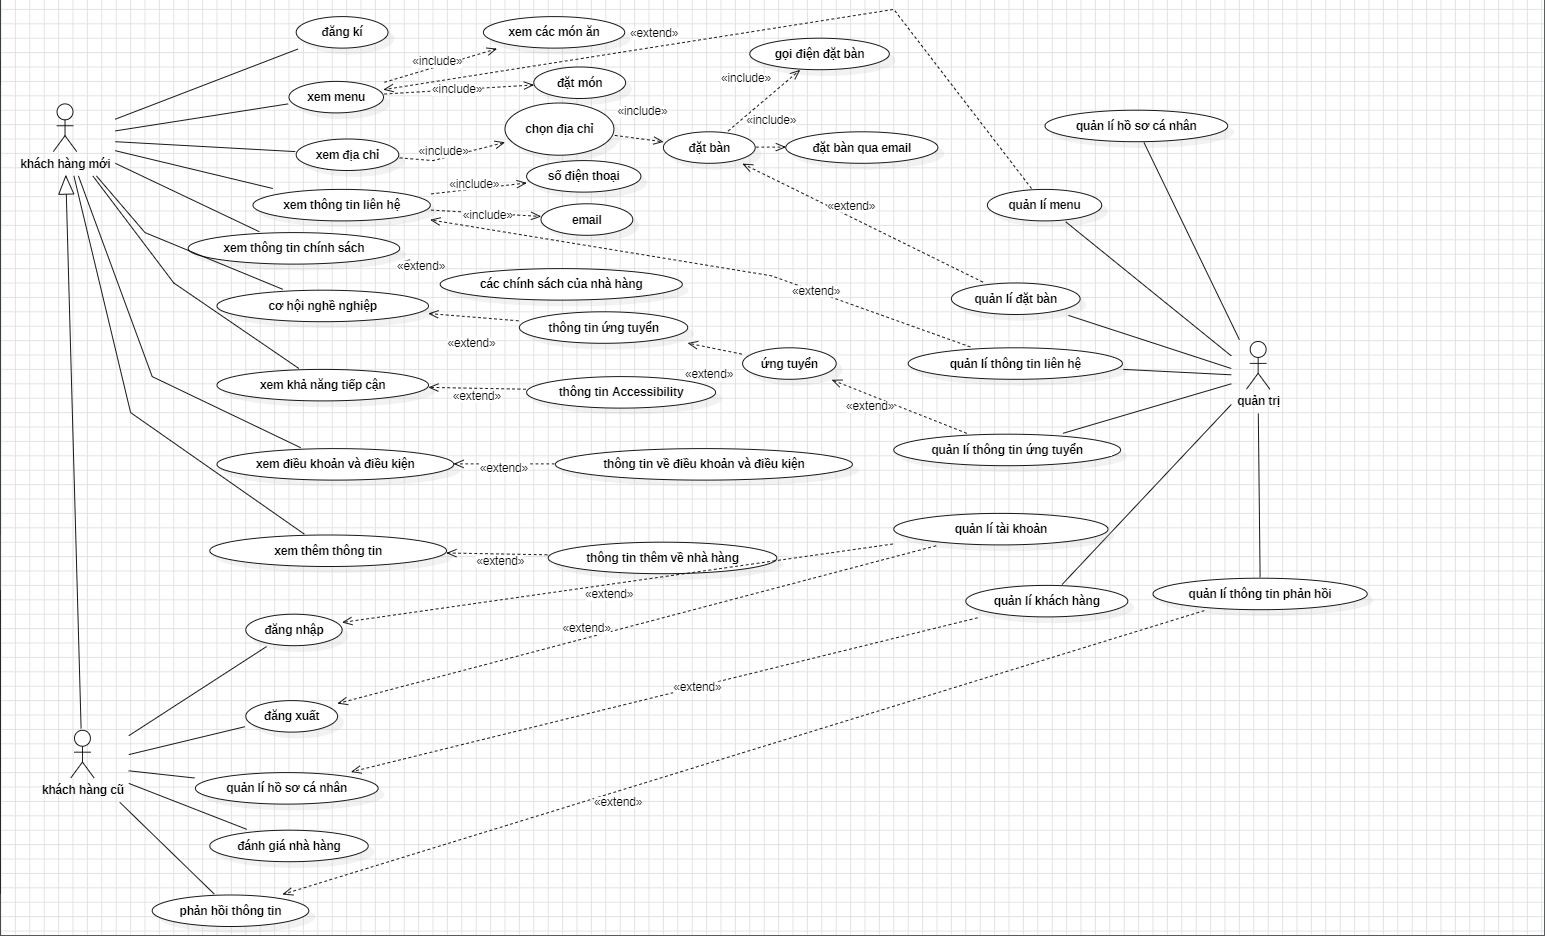 đăng kí
xem các món ăn
«extend»
gọi điện đặt bàn
«include»
«include»
xem menu
«include»
đặt món
«include»
chọn địa chỉ
«include»
quản lí hồ sơ cá nhân
khách hàng mới
xem địa chỉ
«include»
đặt bàn
đặt bàn qua email
số điện thoại
«include»
xem thông tin liên hệ
«include»
email
«extend»
quản lí menu
xem thông tin chính sách
«extend»
các chính sách của nhà hàng
«extend»
quản lí đặt bàn
cơ hội nghề nghiệp
thông tin ứng tuyển
«extend»
ứng tuyển
quản lí thông tin liên hệ
«extend»
xem khả năng tiếp cận
thông tin Accessibility
«extend»
«extend»
quản trị
xem điều khoản và điều kiện
«extend»
thông tin về điều khoản và điều kiện
quản lí thông tin ứng tuyển
quản lí tài khoản
xem thêm thông tin
«extend»
thông tin thêm về nhà hàng
«extend»
quản lí khách hàng
quản lí thông tin phản hồi
đăng nhập
«extend»
«extend»
đăng xuất
khách hàng cũ
quản lí hồ sơ cá nhân
«extend»
đánh giá nhà hàng
phản hồi thông tin